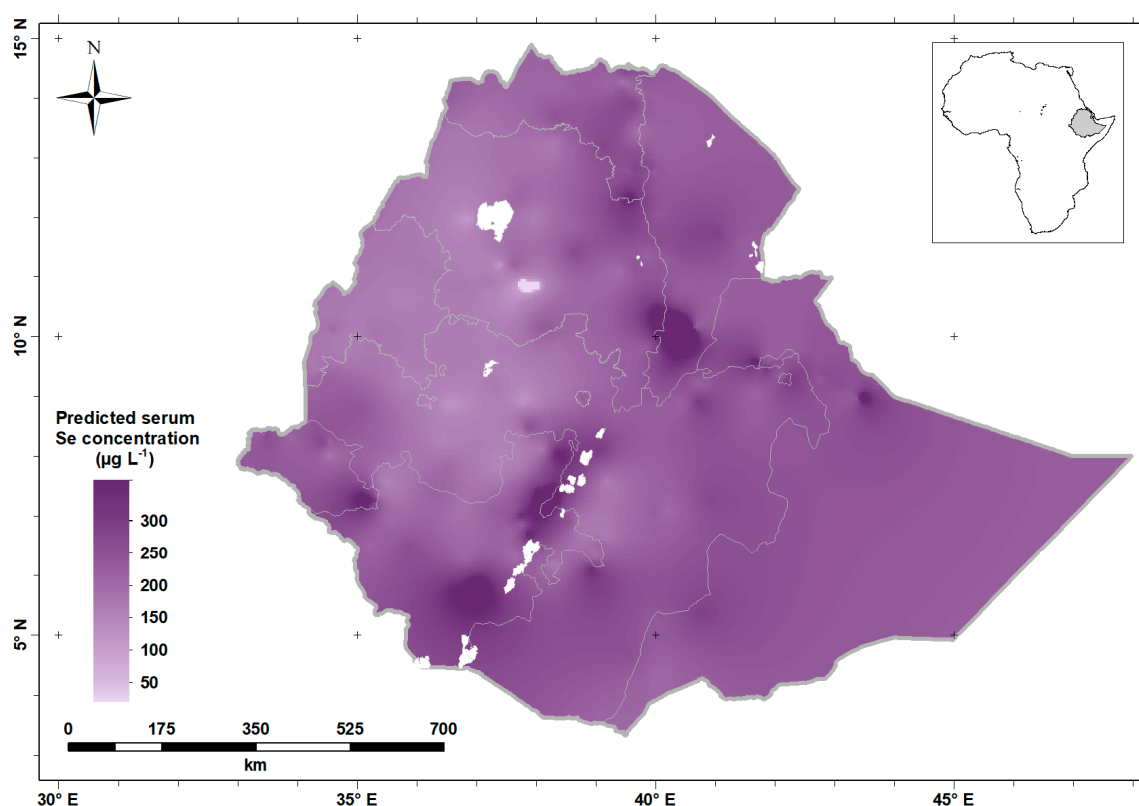 15° N
N
10° N
Predicted serum
Se concentration
(µg L-1)
300
250
200
150
100
50
5° N
0 175 350 525 700
km
30° E 35° E 40° E 45° E